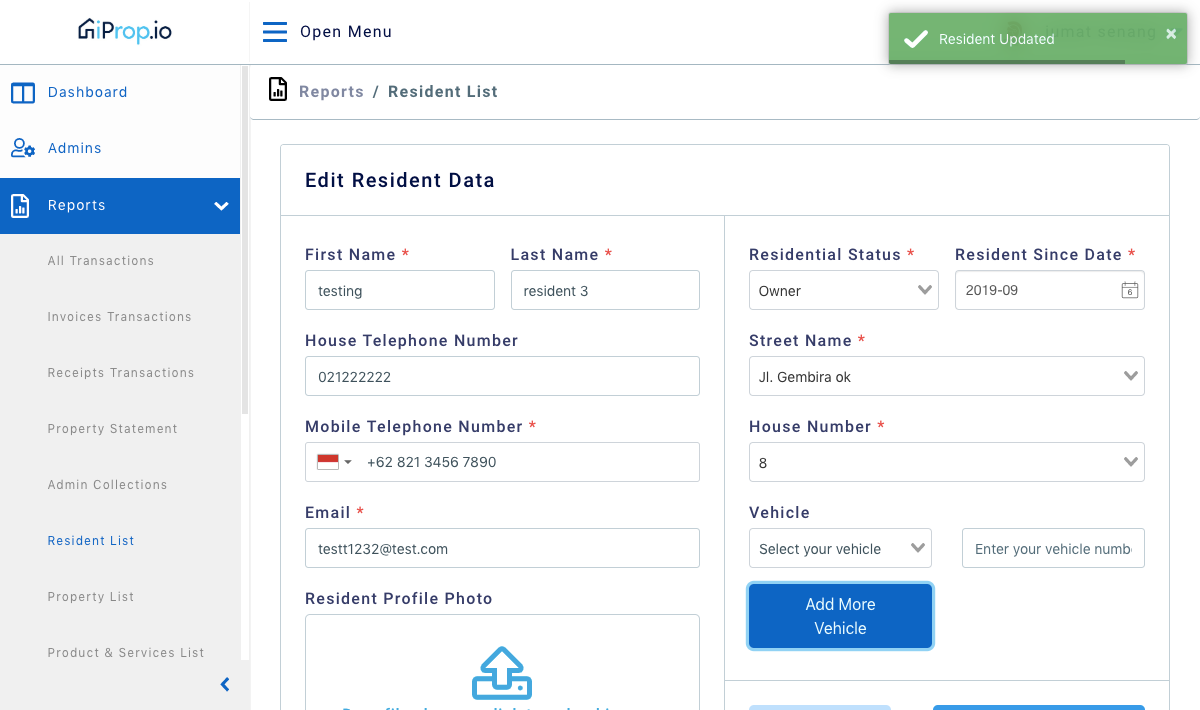 iProp.io
Open Menu
Resident Updated
jumat senang
×
Dashboard
Reports / Resident List
Admins
Reports
All Transactions
Invoices Transactions
Receipts Transactions
Property Statement
Admin Collections
Resident List
Property List
Product & Services List
Edit Resident Data
First Name *
testing
Last Name *
resident 3
House Telephone Number
021222222
Mobile Telephone Number *
+62 821 3456 7890
Email *
testt1232@test.com
Resident Profile Photo
Residential Status *
Owner
Resident Since Date *
2019-09
6
Street Name *
Jl. Gembira ok
House Number *
8
Vehicle
Select your vehicle
Enter your vehicle numb
Add More
Vehicle